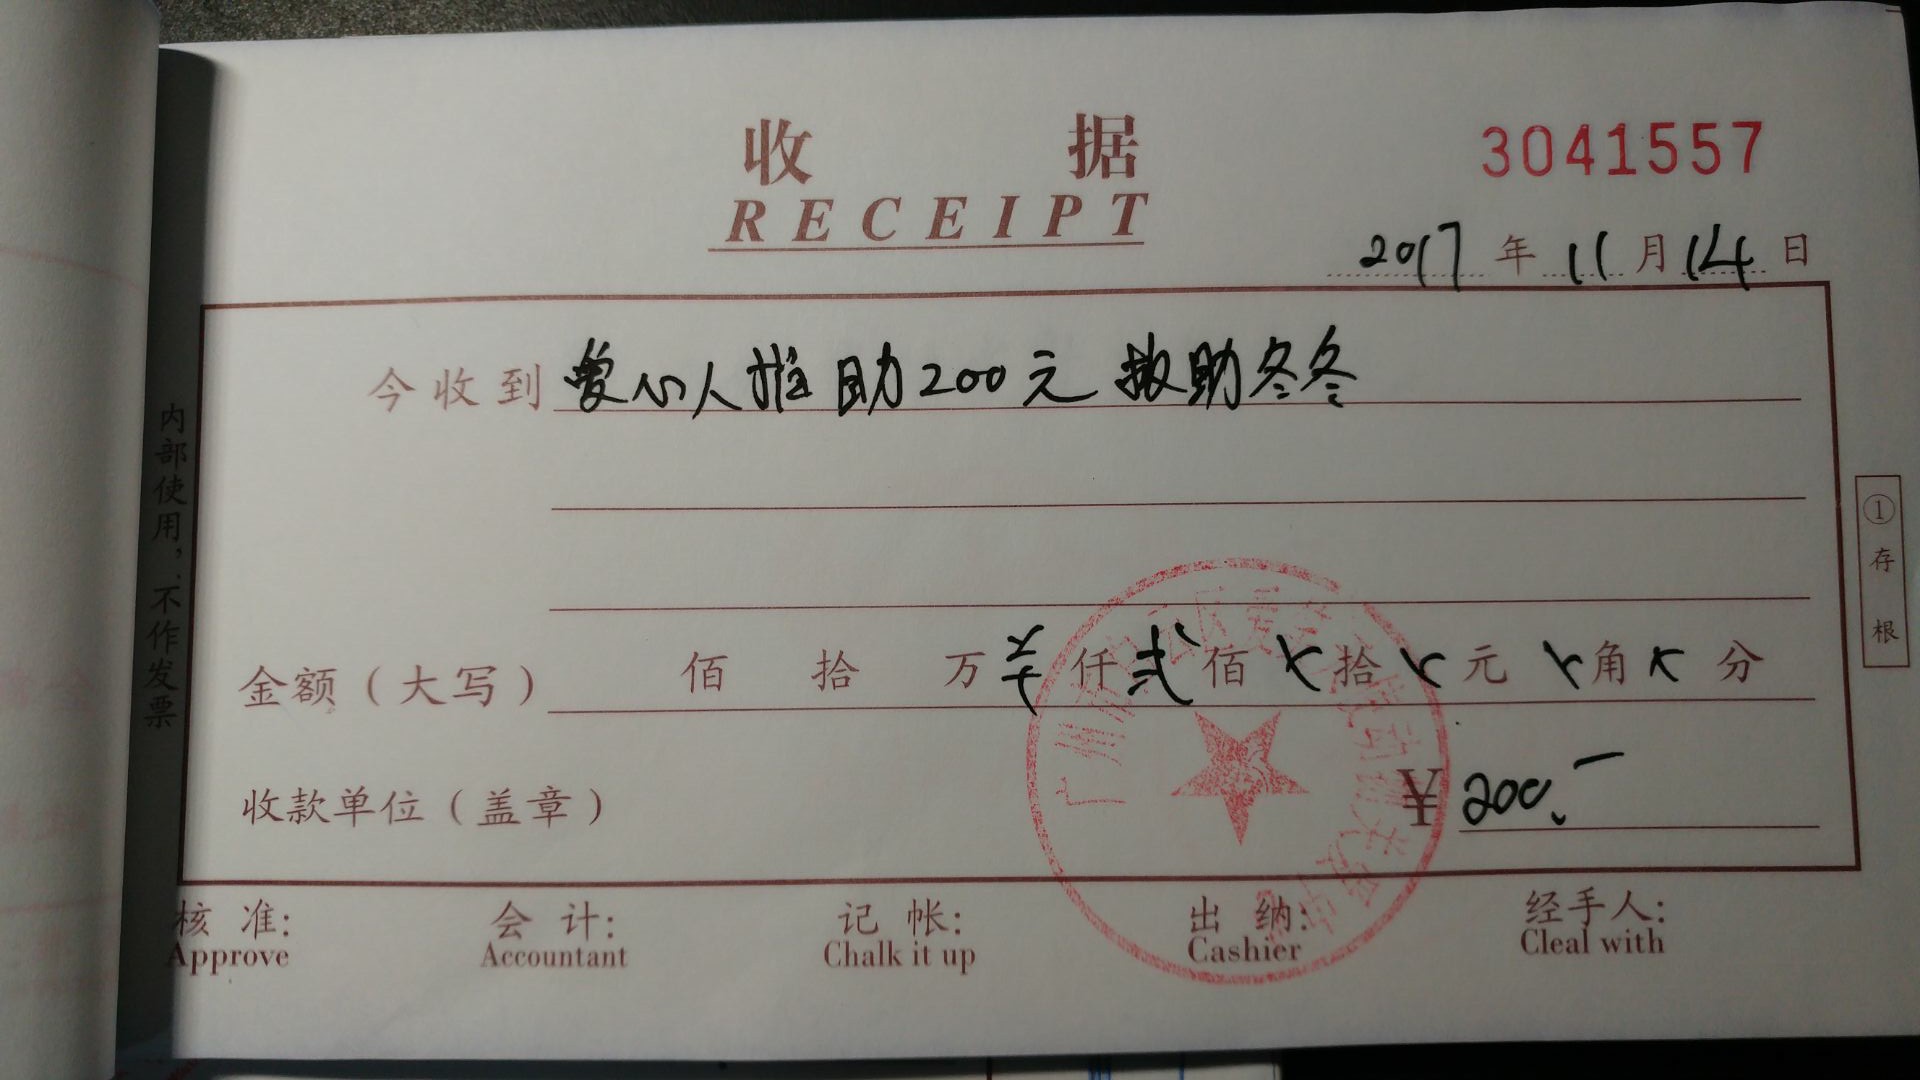 收 据
3041557
RECEIPT
2017 年 11 月 14 日
今收到 爱心人 助200元 救助冬冬
金额（大写） 佰 拾 万 仟 贰 佰 拾 元 角 分
收款单位（盖章） ¥ 200.-
核 准: 会 计: 记 帐: 出 纳: 经手人:
Approve Accountant Chalk it up Cashier Cleal with
内部使用，不作发票
① 存根